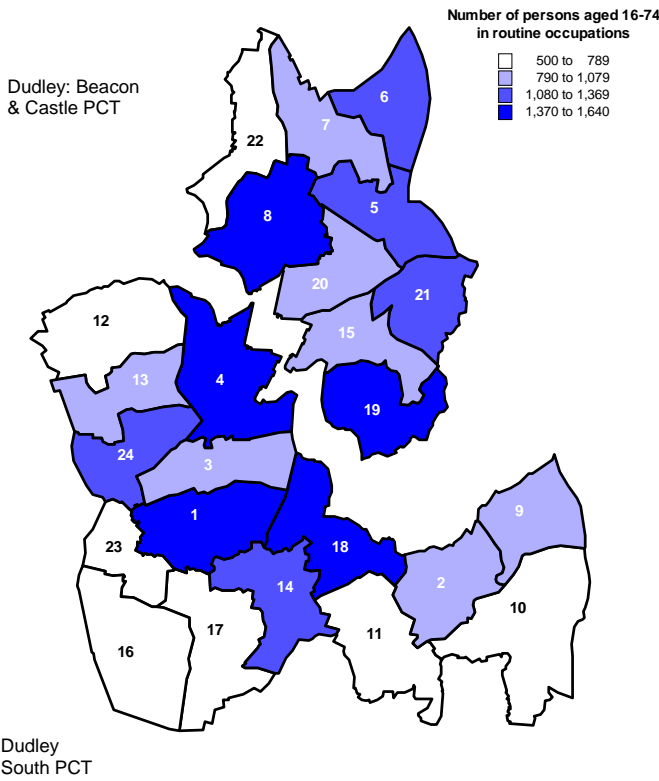 Number of persons aged 16-74
in routine occupations
500 to 789
790 to 1,079
1,080 to 1,369
1,370 to 1,640
Dudley: Beacon
& Castle PCT
6
7
22
5
8
20
21
12
15
13
4
19
24
3
9
1
23
18
2
14
10
17
11
16
Dudley
South PCT